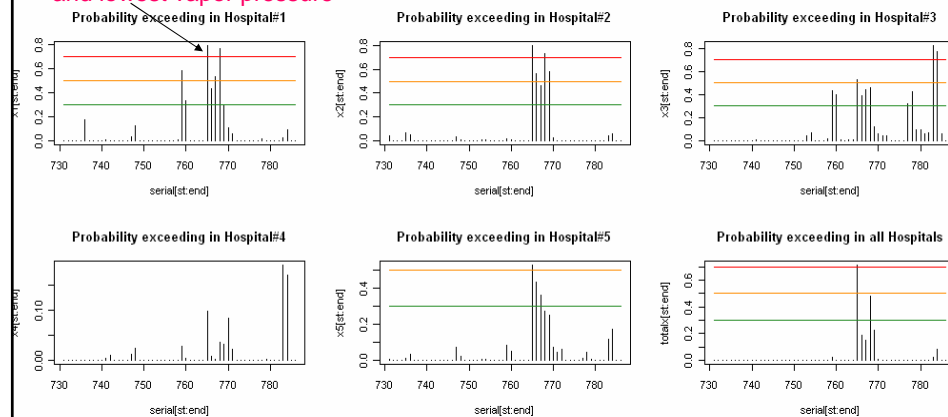 and lowest vapor pressure
Probability exceeding in Hospital#1
Probability exceeding in Hospital#2
Probability exceeding in Hospital#3
x1[st:end]
0.0 0.2 0.4 0.6 0.8
730 740 750 760 770 780
serial[st:end]
x2[st:end]
0.0 0.2 0.4 0.6 0.8
730 740 750 760 770 780
serial[st:end]
x3[st:end]
0.0 0.2 0.4 0.6 0.8
730 740 750 760 770 780
serial[st:end]
Probability exceeding in Hospital#4
Probability exceeding in Hospital#5
Probability exceeding in all Hospitals
x4[st:end]
0.00 0.10
730 740 750 760 770 780
serial[st:end]
x5[st:end]
0.0 0.2 0.4
730 740 750 760 770 780
serial[st:end]
totalx[st:end]
0.0 0.2 0.4 0.6
730 740 750 760 770 780
serial[st:end]